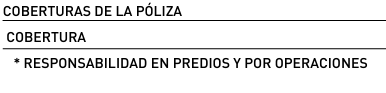 COBERTURAS DE LA PÓLIZA
COBERTURA
* RESPONSABILIDAD EN PREDIOS Y POR OPERACIONES